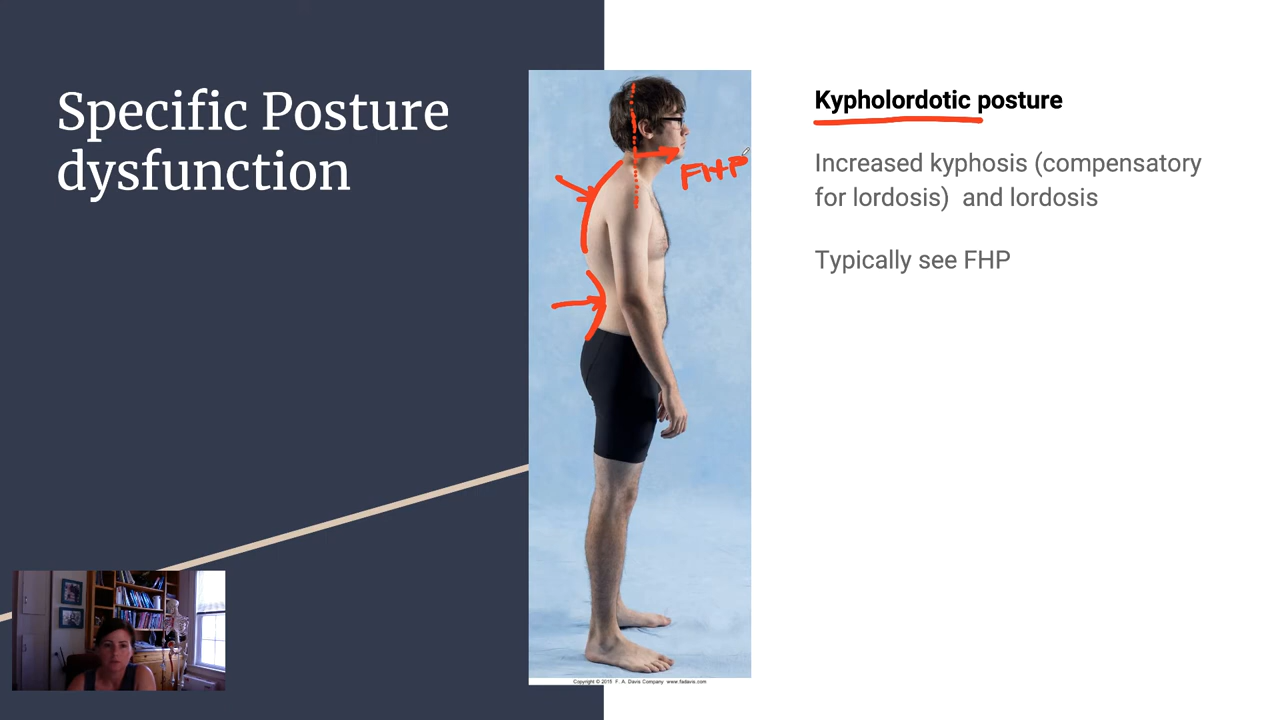 Specific Posture
dysfunction
FHP
Kypholordotic posture
Increased kyphosis (compensatory
for lordosis) and lordosis
Typically see FHP
Copyright © 2015 F. A. Davis Company www.fadavis.com